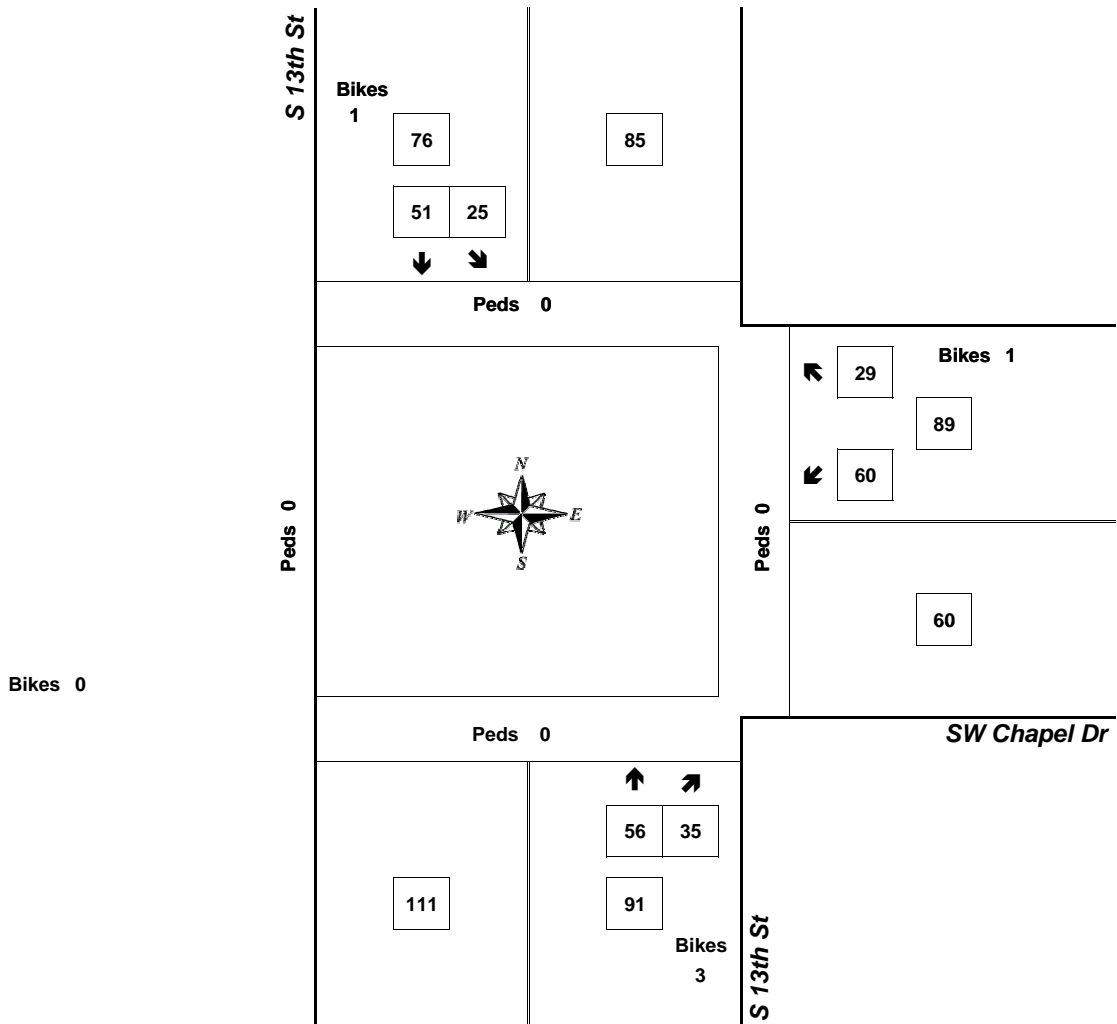 S 13th St
Bikes
1
76
85
51 25
Peds 0
Bikes 1
29
89
60
N
W E
S
Peds 0
Peds 0
60
Bikes 0
Peds 0
SW Chapel Dr
56 35
111
91
Bikes
3
S 13th St